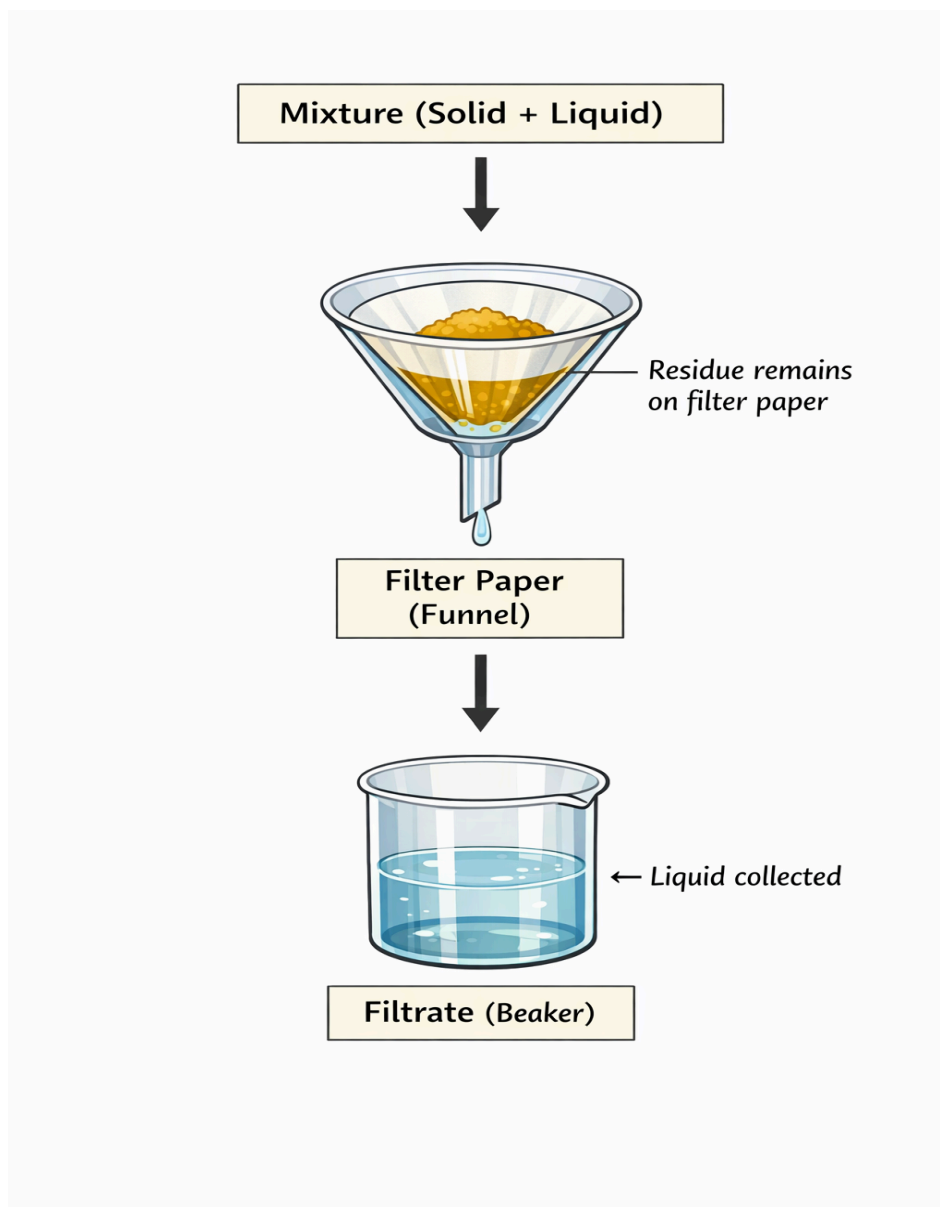 Mixture (Solid + Liquid)
Residue remains
on filter paper
Filter Paper
(Funnel)
← Liquid collected
Filtrate (Beaker)